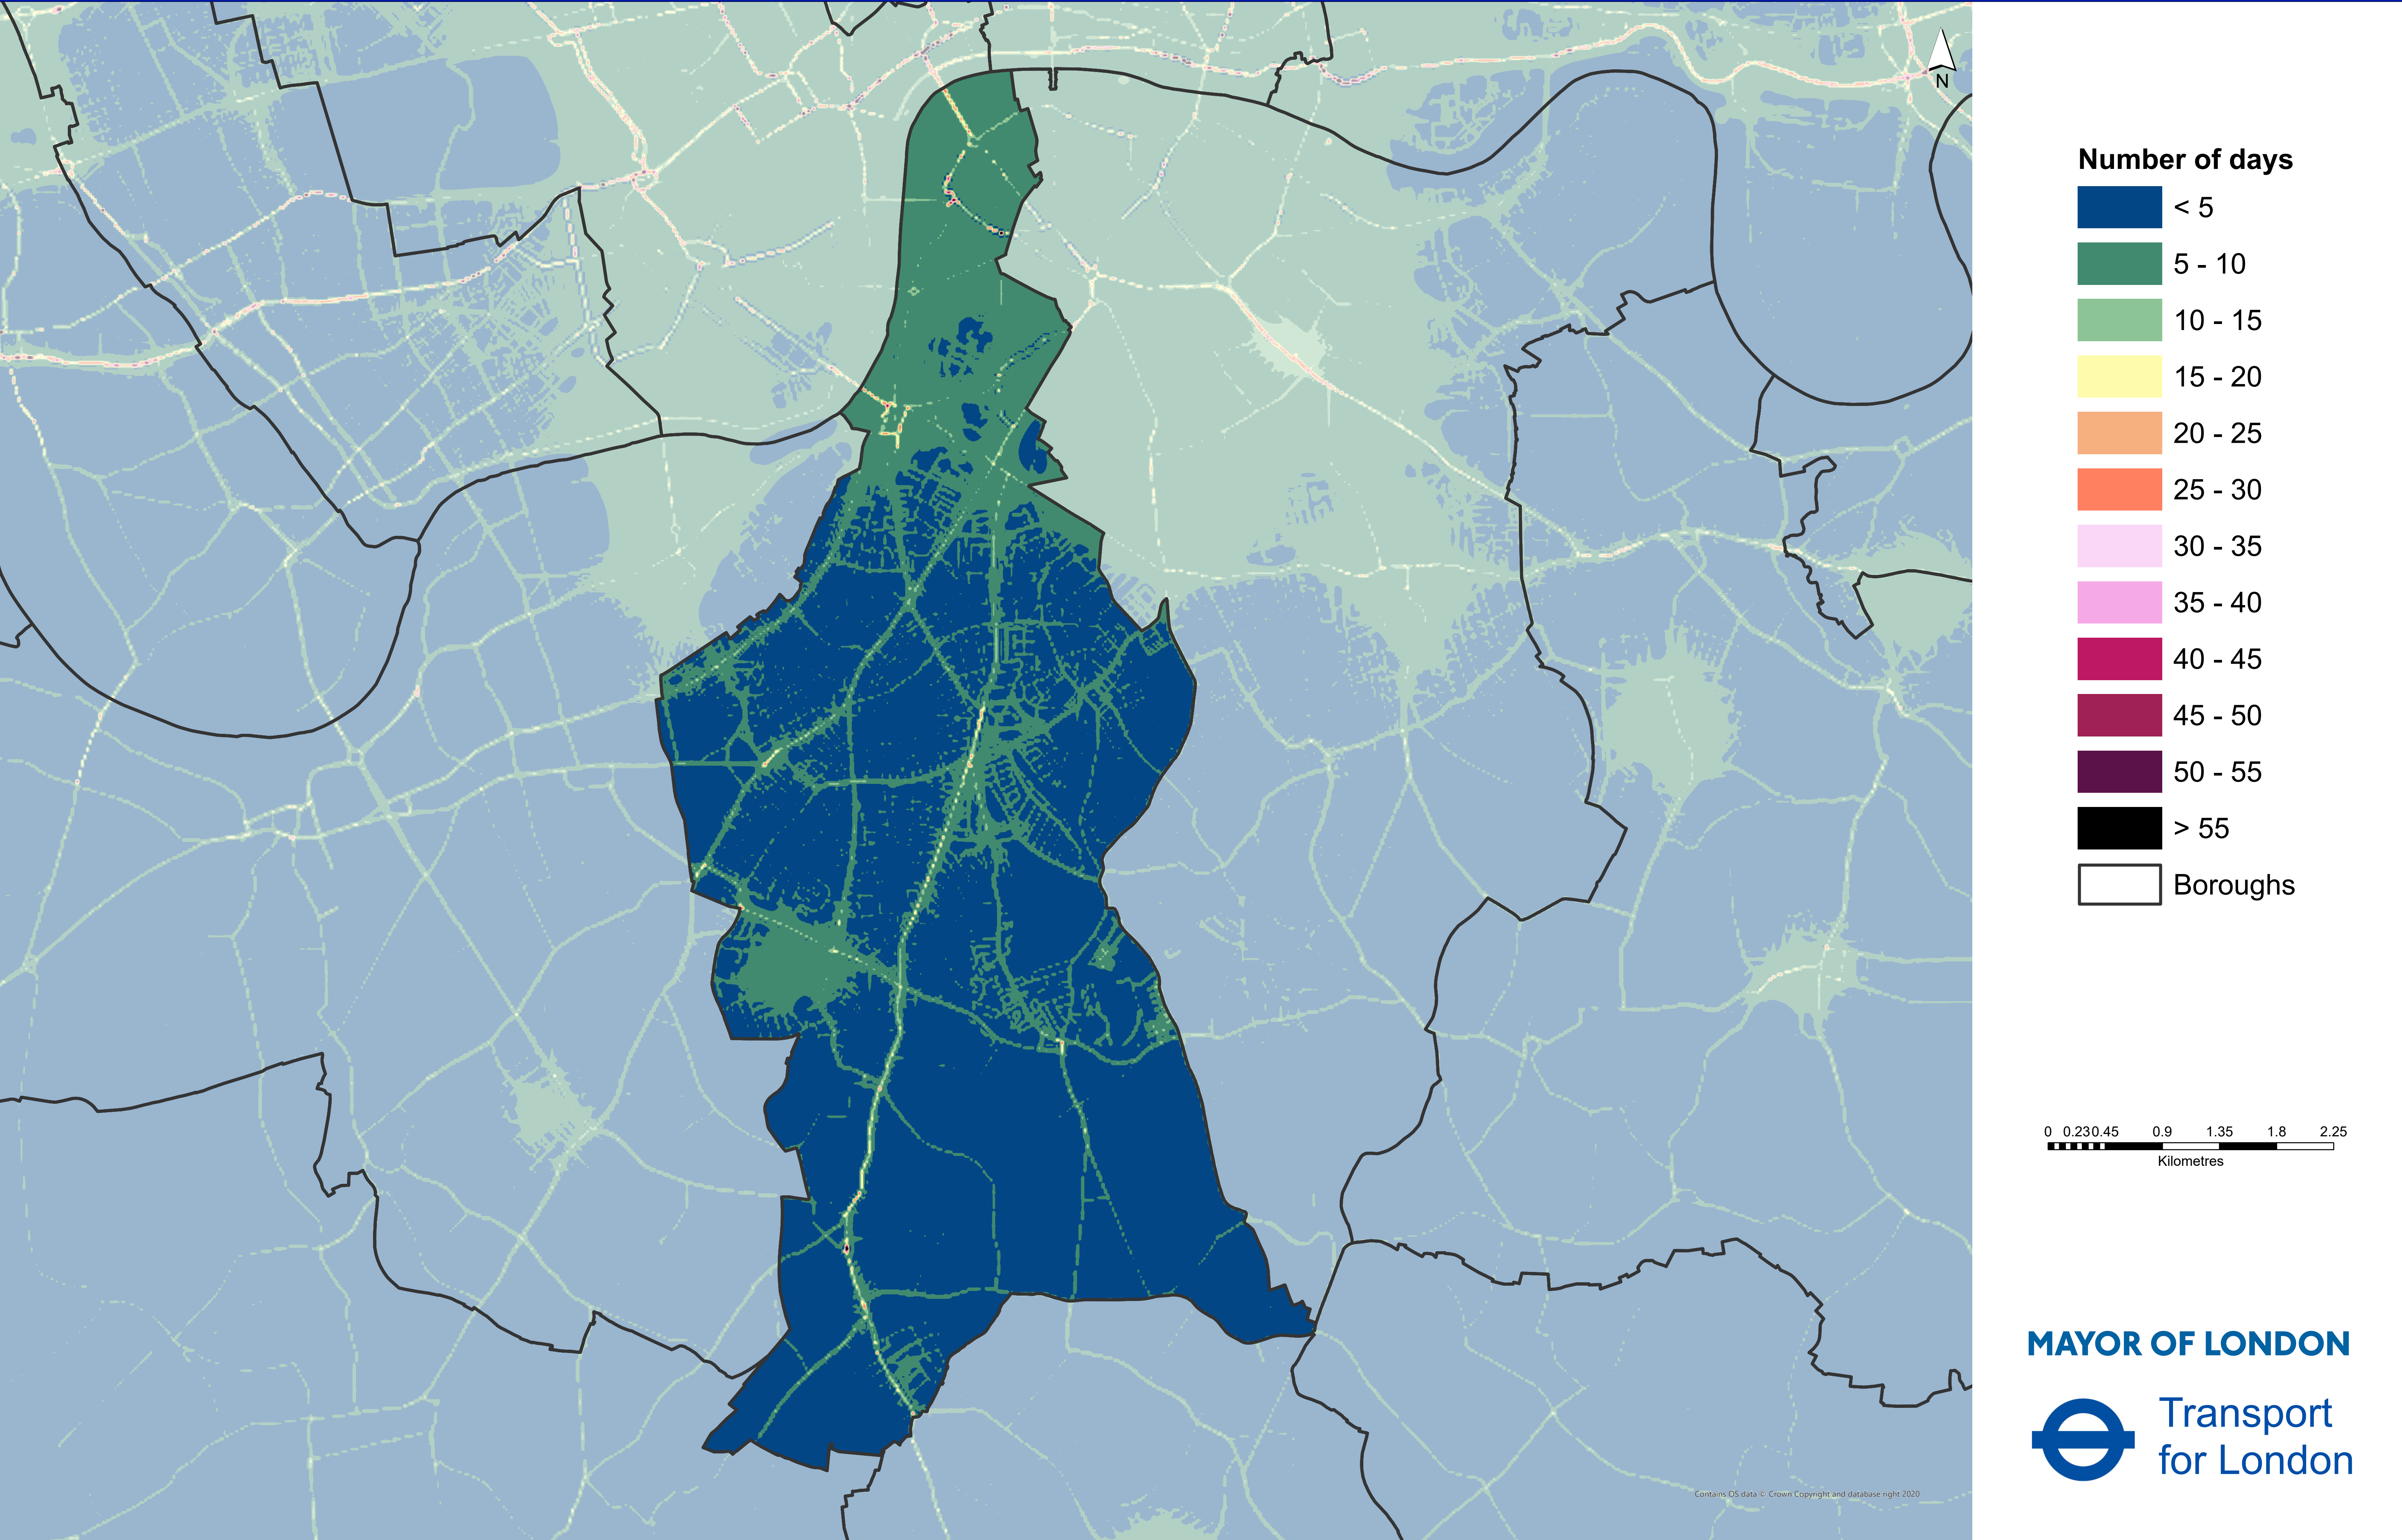 N
Number of days
< 5
5 - 10
10 - 15
15 - 20
20 - 25
25 - 30
30 - 35
35 - 40
40 - 45
45 - 50
50 - 55
> 55
Boroughs
0 0.23 0.45 0.9 1.35 1.8 2.25
Kilometres
MAYOR OF LONDON
Transport
for London
Contains OS data © Crown Copyright and database right 2020